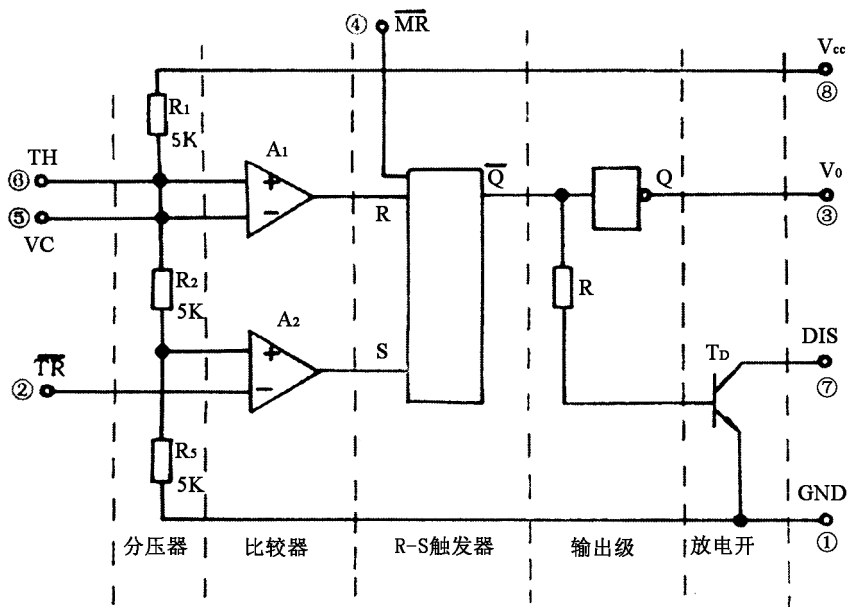 ④ MR
Vcc
⑧
R1
5K
A1
TH
⑥
+
Q
Q
V0
③
⑤
−
R
VC
R2
5K
R
A2
+
S
TD
DIS
TR
②
−
⑦
R5
5K
GND
①
分压器
比较器
R-S触发器
输出级
放电开